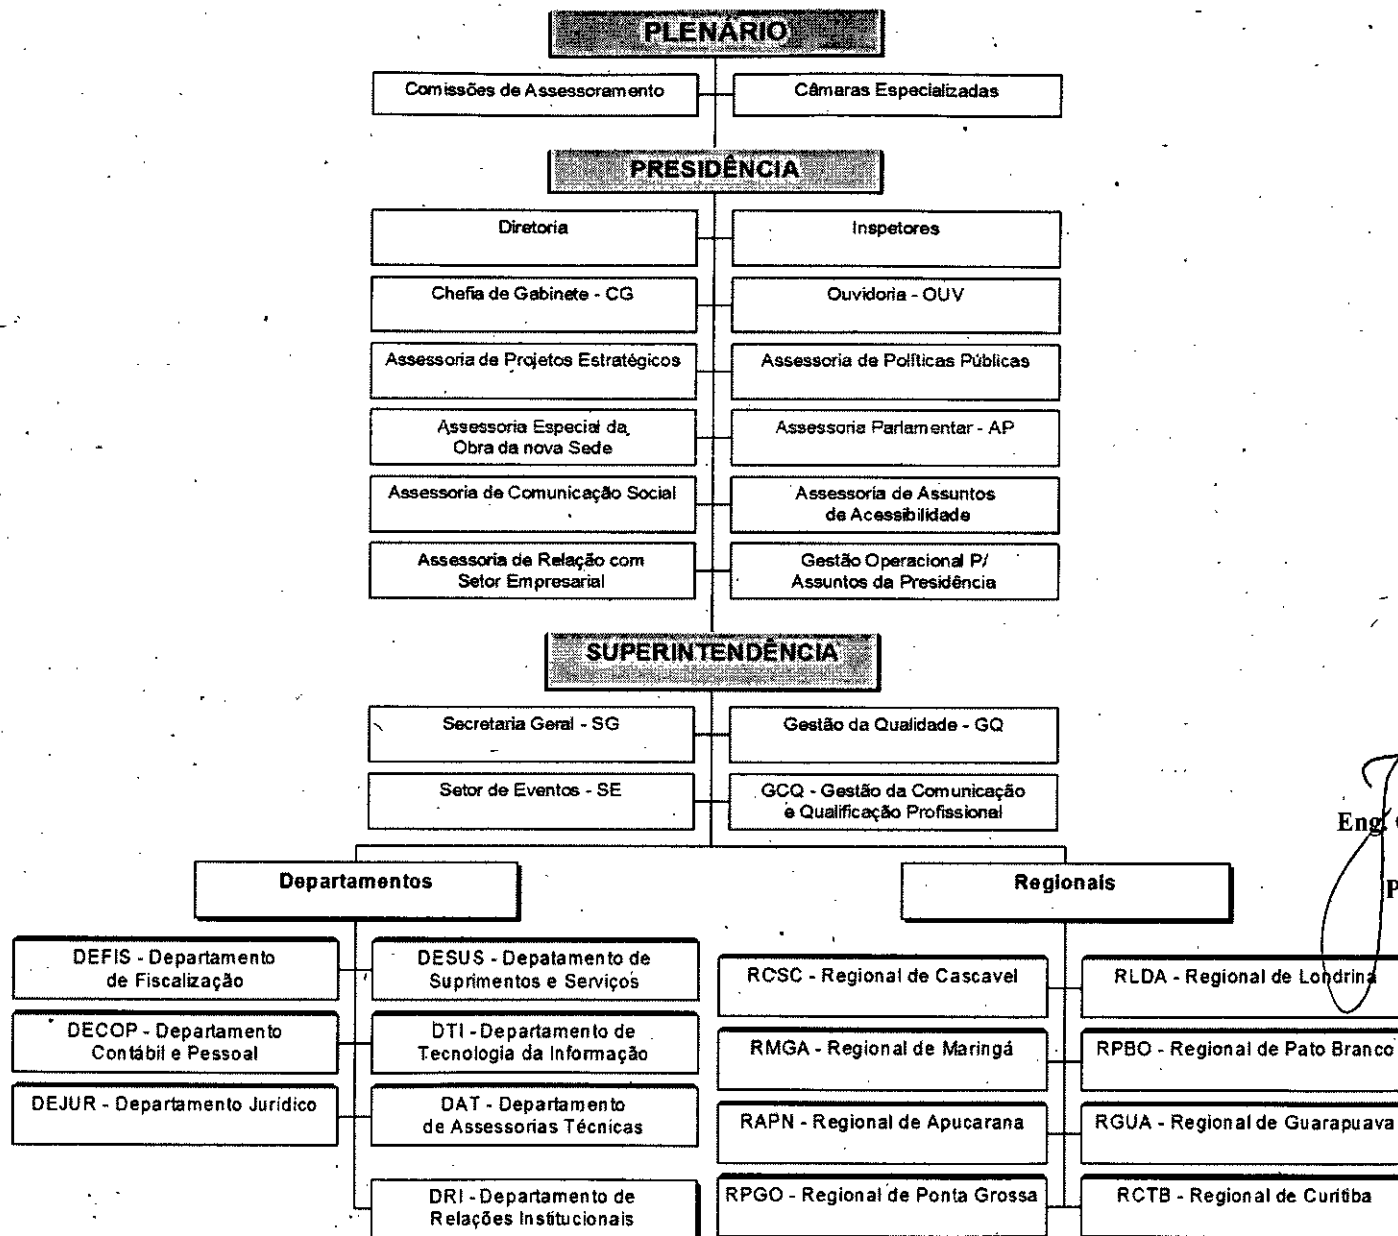 PLENÁRIO
Comissões de Assessoramento
Câmaras Especializadas
PRESIDÊNCIA
Diretoria
Inspetores
Chefia de Gabinete - CG
Ouvidoria - OUV
Assessoria de Projetos Estratégicos
Assessoria de Políticas Públicas
Assessoria Especial da
Obra da nova Sede
Assessoria Parlamentar - AP
Assessoria de Comunicação Social
Assessoria de Assuntos
de Acessibilidade
Assessoria de Relação com
Setor Empresarial
Gestão Operacional P/
Assuntos da Presidência
SUPERINTENDÊNCIA
Secretaria Geral - SG
Gestão da Qualidade - GQ
Setor de Eventos - SE
GCQ - Gestão da Comunicação
e Qualificação Profissional
Eng.
P
Departamentos
DEFIS - Departamento
de Fiscalização
DESUS - Depatamento de
Suprimentos e Serviços
DECOP - Departamento
Contábil e Pessoal
DTI - Departamento de
Tecnologia da Informação
DEJUR - Departamento Jurídico
DAT - Departamento
de Assessorias Técnicas
DRI - Departamento de
Relações Institucionais
Regionais
RCSC - Regional de Cascavel
RLDA - Regional de Londrina
RMGA - Regional de Maringá
RPBO - Regional de Pato Branco
RAPN - Regional de Apucarana
RGUA - Regional de Guarapuava
RPGO - Regional de Ponta Grossa
RCTB - Regional de Curitiba